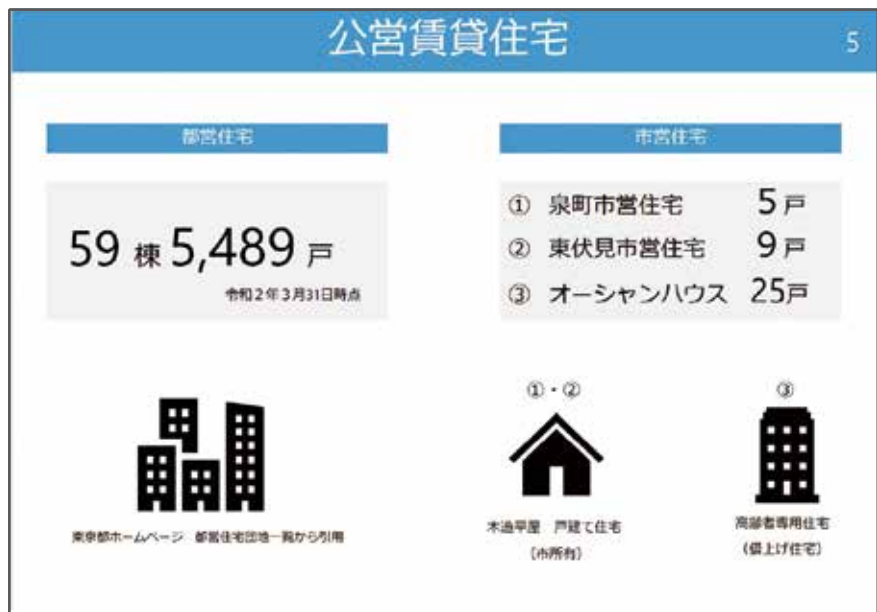 公営賃貸住宅
5
都営住宅
59 棟 5,489 戸
令和2年3月31日時点
東京都ホームページ 都営住宅団地一覧から引用
市営住宅
① 泉町市営住宅 5戸
② 東伏見市営住宅 9戸
③ オーシャンハウス 25戸
①・②
木造平屋 戸建て住宅
(市所有)
③
高齢者専用住宅
(借上げ住宅)